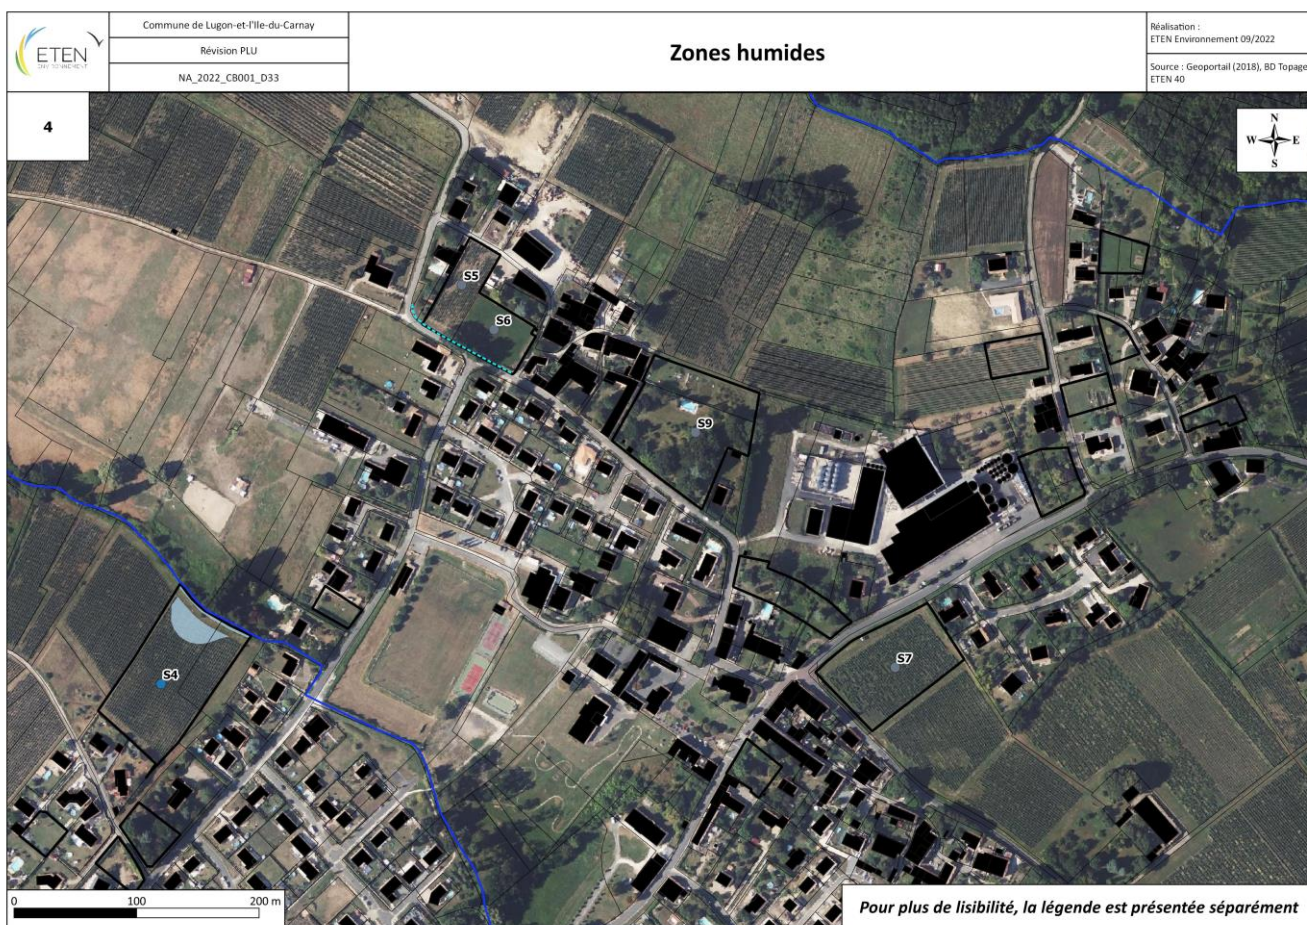 ETEN
ENVIRONNEMENT
Commune de Lugon-et-l'Ile-du-Carnay
Révision PLU
NA_2022_CB001_D33
Zones humides
Réalisation :
ETEN Environnement 09/2022
Source : Geoportail (2018), BD Topage
ETEN 40
4
N
W E
S
S5
S6
S9
S4
S7
0 100 200 m
Pour plus de lisibilité, la légende est présentée séparément